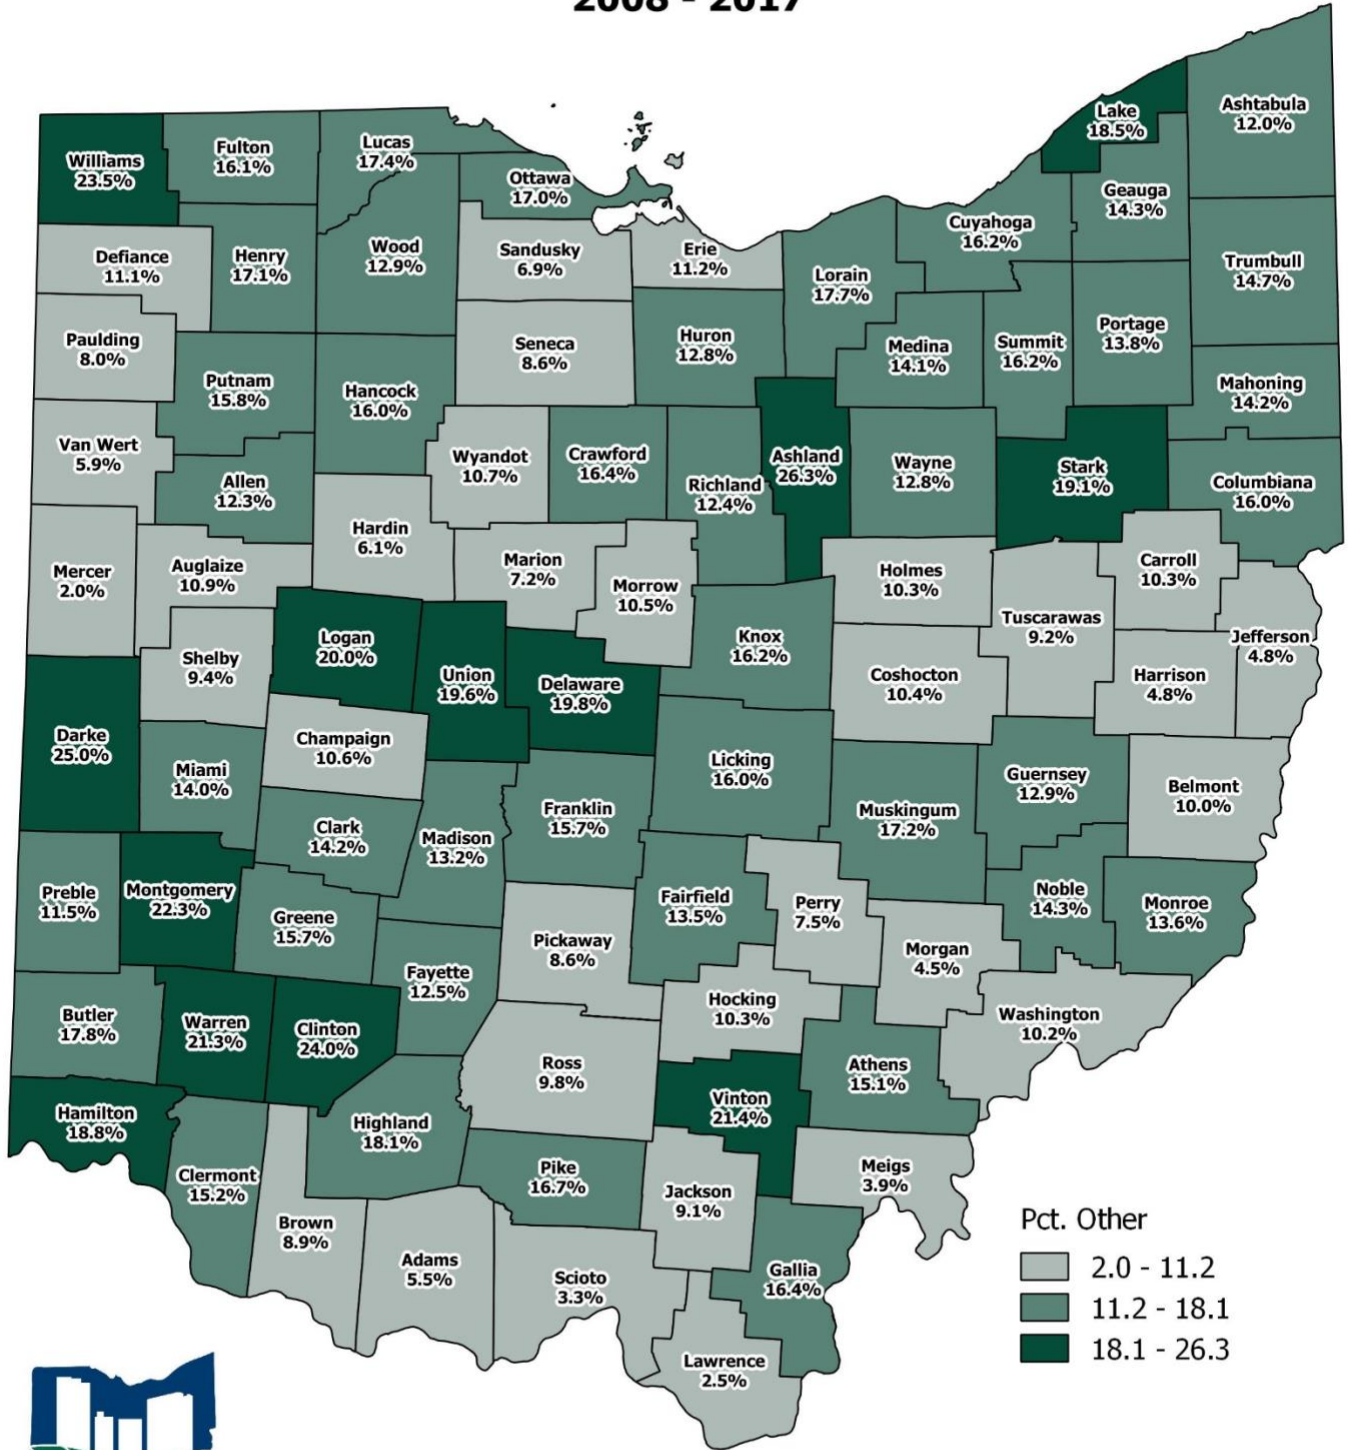 2008 - 2017
Lake
18.5%
Ashtabula
12.0%
Williams
23.5%
Fulton
16.1%
Lucas
17.4%
Ottawa
17.0%
Geauga
14.3%
Cuyahoga
16.2%
Defiance
11.1%
Henry
17.1%
Wood
12.9%
Sandusky
6.9%
Erie
11.2%
Lorain
17.7%
Trumbull
14.7%
Paulding
8.0%
Putnam
15.8%
Hancock
16.0%
Seneca
8.6%
Huron
12.8%
Medina
14.1%
Summit
16.2%
Portage
13.8%
Mahoning
14.2%
Van Wert
5.9%
Allen
12.3%
Wyandot
10.7%
Crawford
16.4%
Richland
12.4%
Ashland
26.3%
Wayne
12.8%
Stark
19.1%
Columbiana
16.0%
Mercer
2.0%
Auglaize
10.9%
Hardin
6.1%
Marion
7.2%
Morrow
10.5%
Holmes
10.3%
Tuscarawas
9.2%
Carroll
10.3%
Jefferson
4.8%
Shelby
9.4%
Logan
20.0%
Union
19.6%
Delaware
19.8%
Knox
16.2%
Coshocton
10.4%
Harrison
4.8%
Darke
25.0%
Miami
14.0%
Champaign
10.6%
Licking
16.0%
Guernsey
12.9%
Belmont
10.0%
Clark
14.2%
Madison
13.2%
Franklin
15.7%
Muskingum
17.2%
Preble
11.5%
Montgomery
22.3%
Greene
15.7%
Fairfield
13.5%
Perry
7.5%
Noble
14.3%
Monroe
13.6%
Pickaway
8.6%
Morgan
4.5%
Fayette
12.5%
Butler
17.8%
Warren
21.3%
Clinton
24.0%
Hocking
10.3%
Washington
10.2%
Ross
9.8%
Athens
15.1%
Hamilton
18.8%
Highland
18.1%
Vinton
21.4%
Clermont
15.2%
Pike
16.7%
Jackson
9.1%
Meigs
3.9%
Brown
8.9%
Adams
5.5%
Scioto
3.3%
Gallia
16.4%
Lawrence
2.5%
Pct. Other
2.0 - 11.2
11.2 - 18.1
18.1 - 26.3